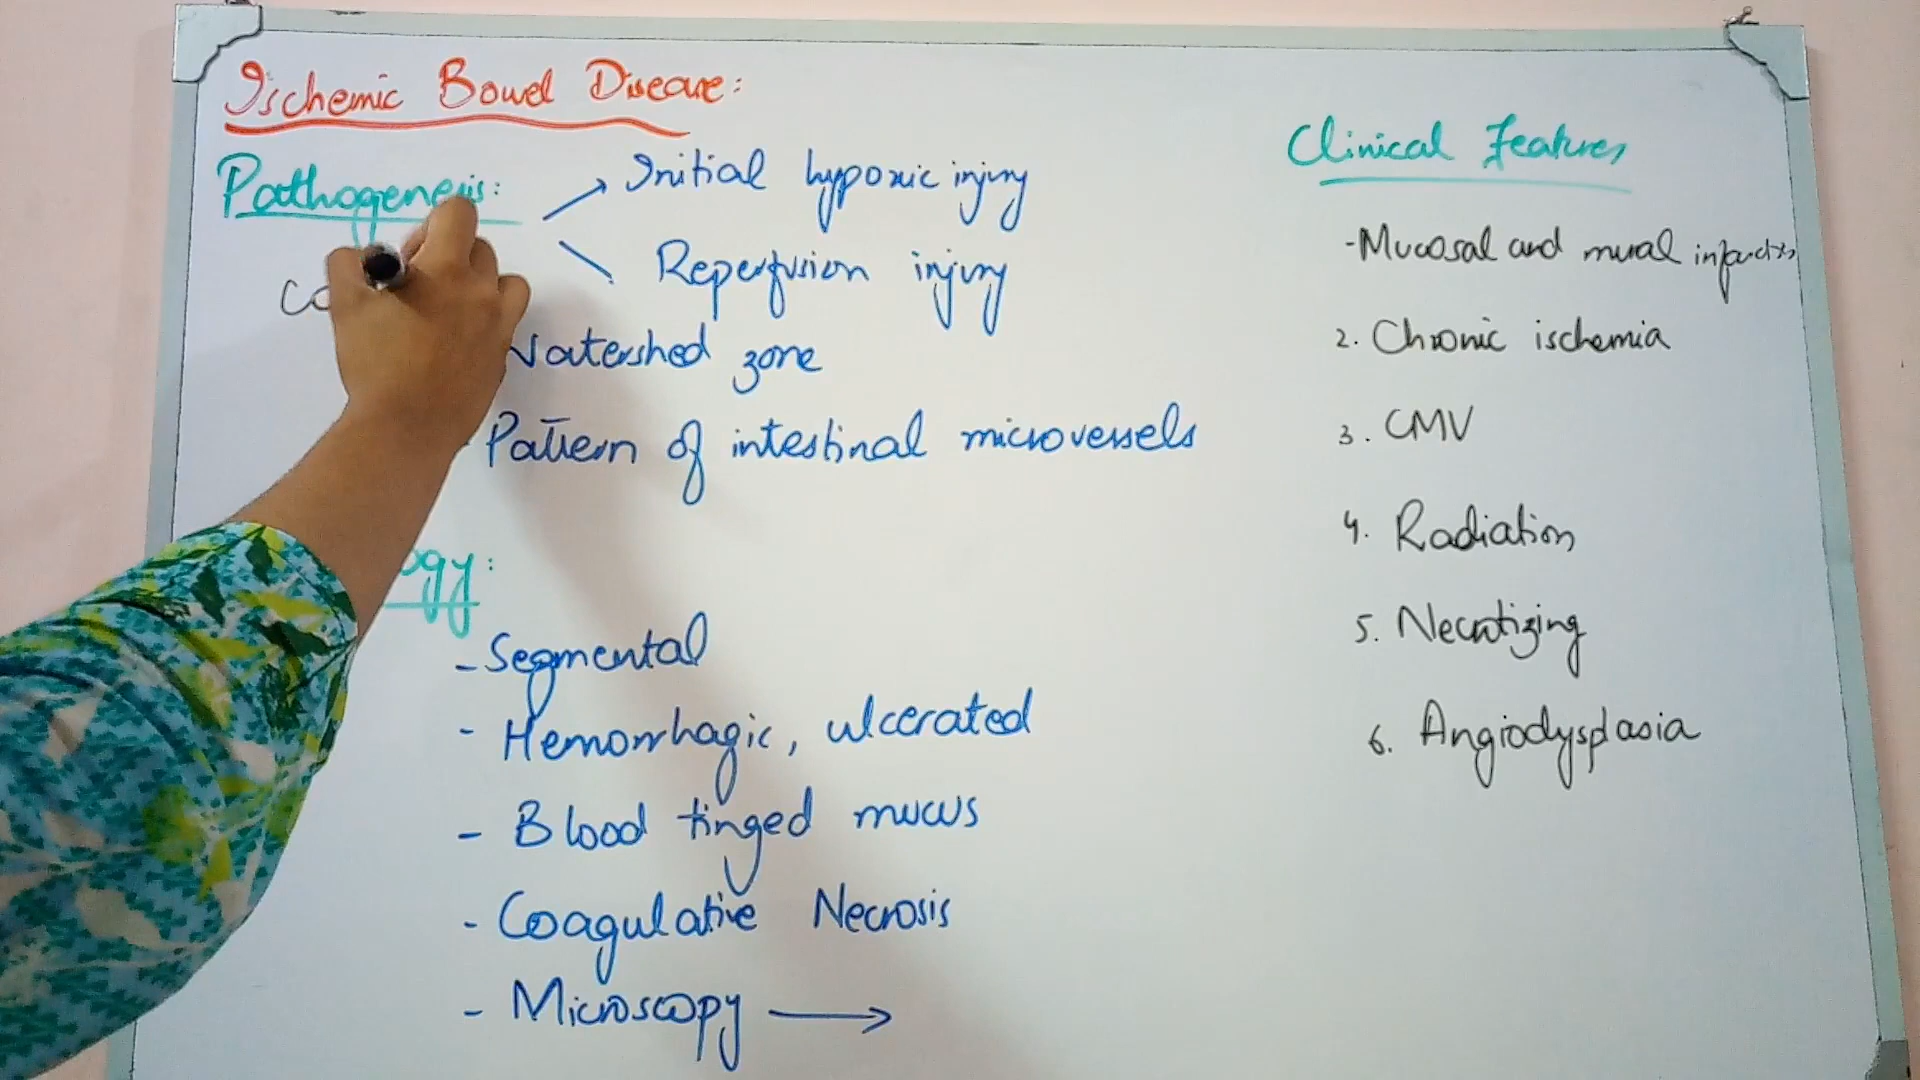 Ischemic Bowel Disease:
Pathogenesis:
Initial hypoxic injury
Reperfusion injury
Watershed zone
Pattern of intestinal microvessels
ogy:
- Segmental
- Hemorrhagic, ulcerated
- Blood tinged mucus
- Coagulative Necrosis
- Microscopy →
Clinical Features
- Mucosal and mural
2. Chronic ischemia
3. CMV
4. Radiation
5. Necrotizing
6. Angiodysplasia